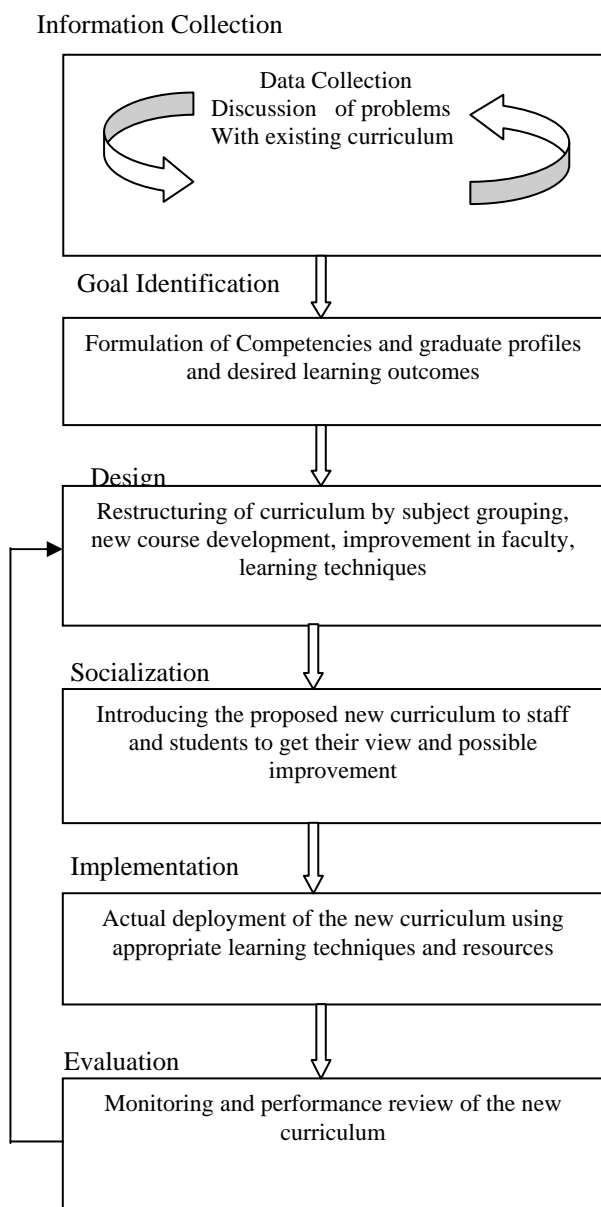 Information Collection
Data Collection
Discussion of problems
With existing curriculum
Goal Identification
Formulation of Competencies and graduate profiles
and desired learning outcomes
Design
Restructuring of curriculum by subject grouping,
new course development, improvement in faculty,
learning techniques
Socialization
Introducing the proposed new curriculum to staff
and students to get their view and possible
improvement
Implementation
Actual deployment of the new curriculum using
appropriate learning techniques and resources
Evaluation
Monitoring and performance review of the new
curriculum